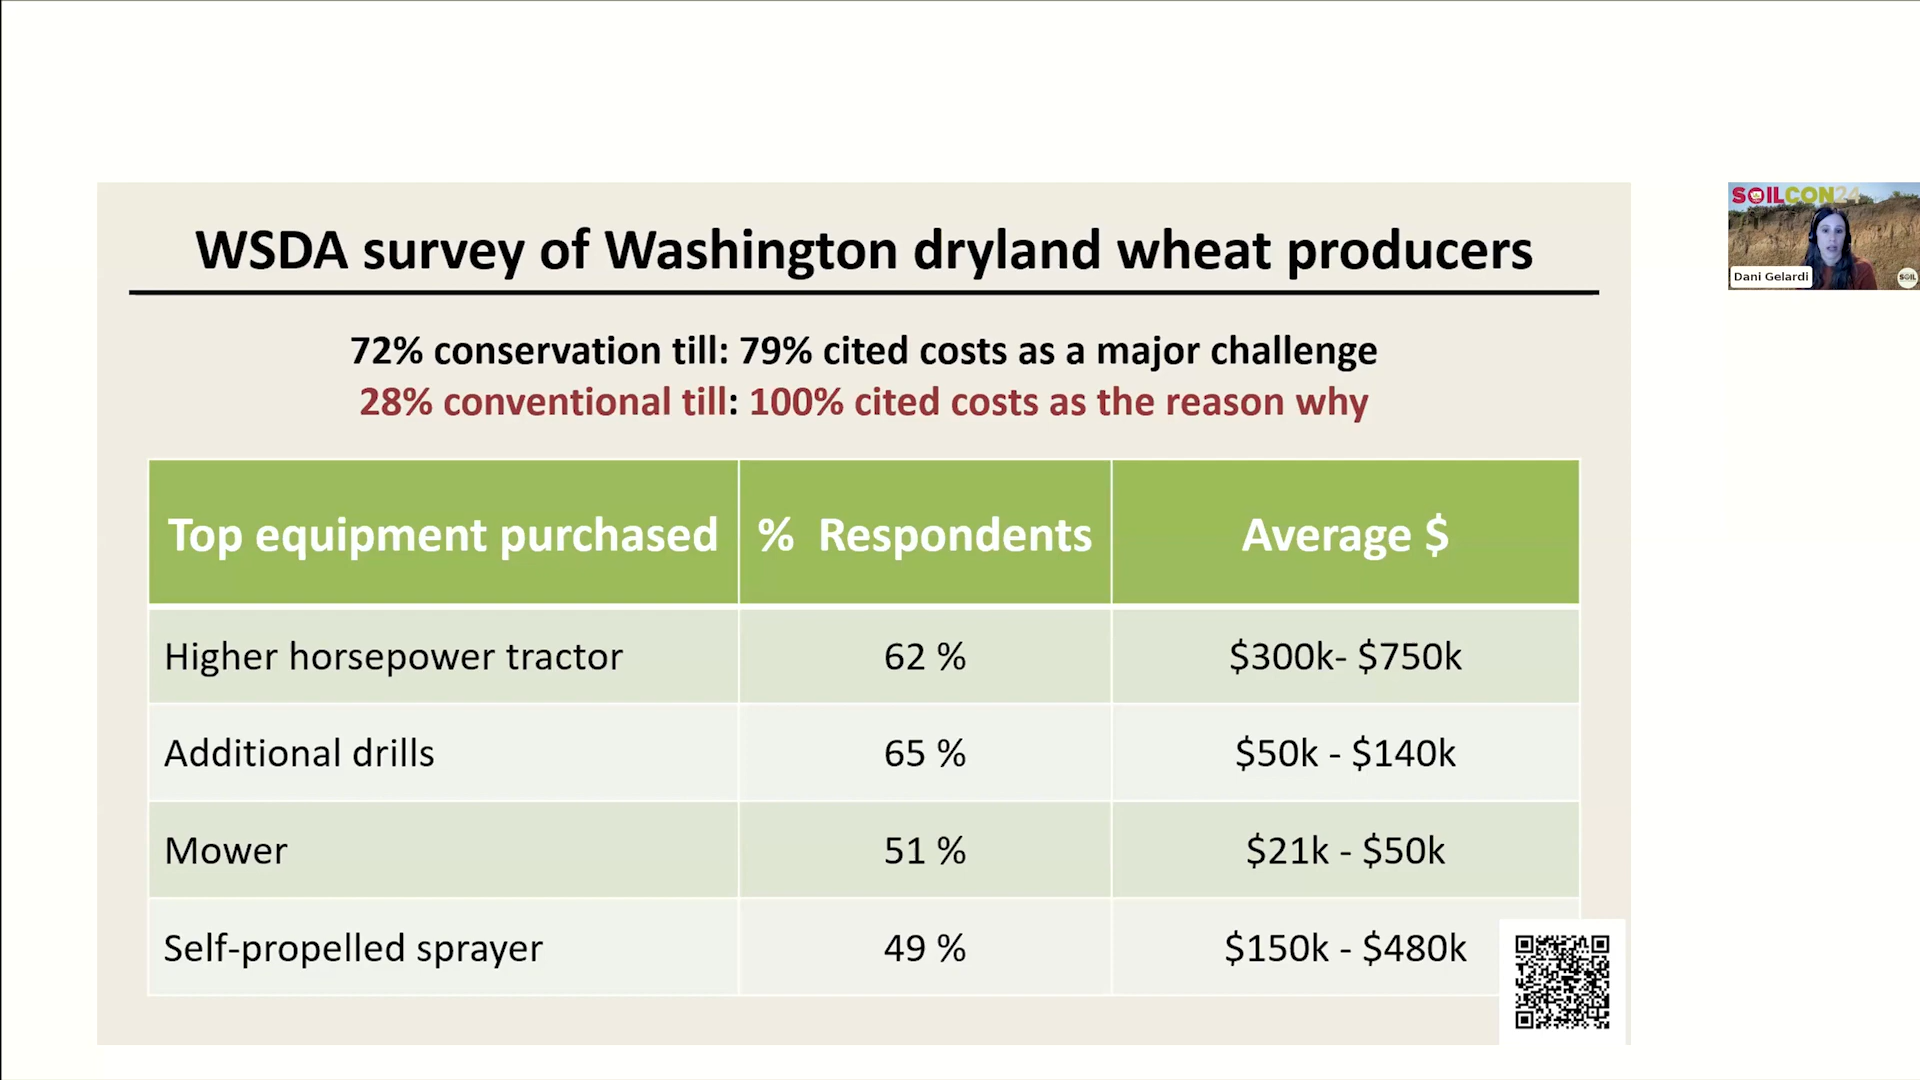 WSDA survey of Washington dryland wheat producers
72% conservation till: 79% cited costs as a major challenge
28% conventional till: 100% cited costs as the reason why
Top equipment purchased % Respondents Average $
Higher horsepower tractor 62 % $300k- $750k
Additional drills 65 % $50k - $140k
Mower 51 % $21k - $50k
Self-propelled sprayer 49 % $150k - $480k
SOILCON24
Dani Gelardi
SOIL